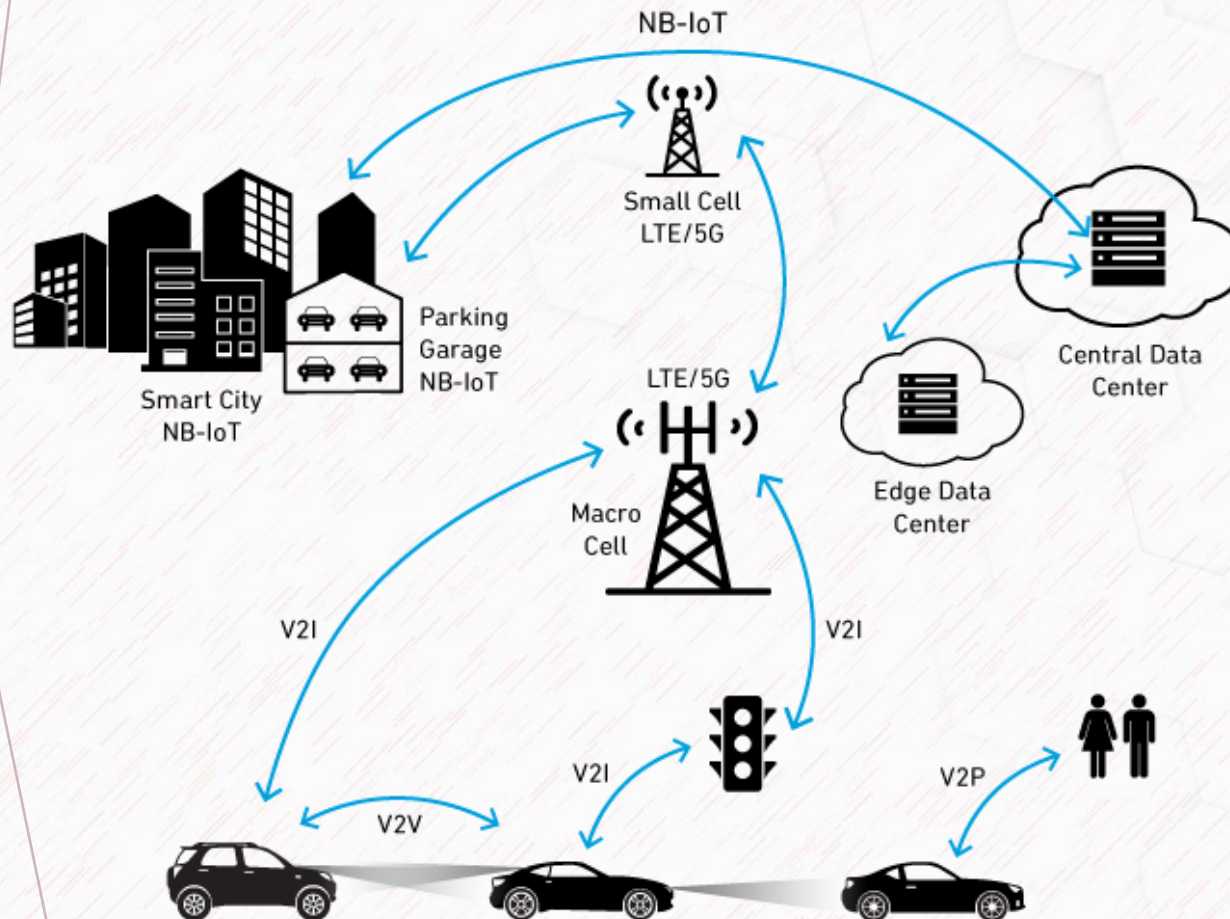 NB-IoT
Small Cell
LTE/5G
Parking
Garage
NB-IoT
Smart City
NB-IoT
Central Data
Center
LTE/5G
Edge Data
Center
Macro
Cell
V2I
V2I
V2I
V2P
V2V